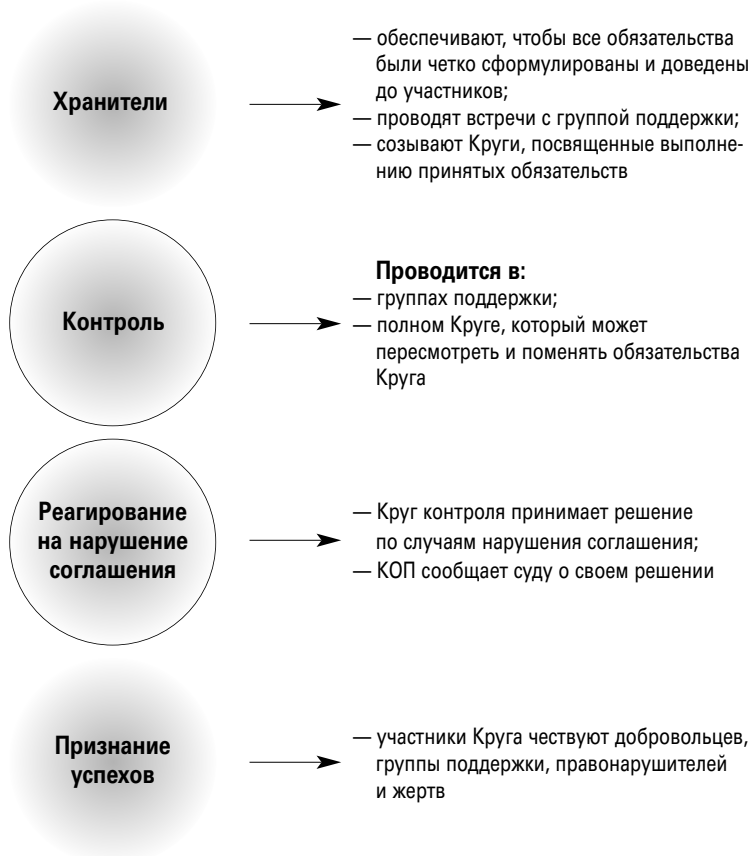 Хранители
— обеспечивают, чтобы все обязательства
были четко сформулированы и доведены
до участников;
— проводят встречи с группой поддержки;
— созывают Круги, посвященные выполне-
нию принятых обязательств
Контроль
Проводится в:
— группах поддержки;
— полном Круге, который может
пересмотреть и поменять обязательства
Круга
Реагирование
на нарушение
соглашения
— Круг контроля принимает решение
по случаям нарушения соглашения;
— КОП сообщает суду о своем решении
Признание
успехов
— участники Круга чествуют добровольцев,
группы поддержки, правонарушителей
и жертв